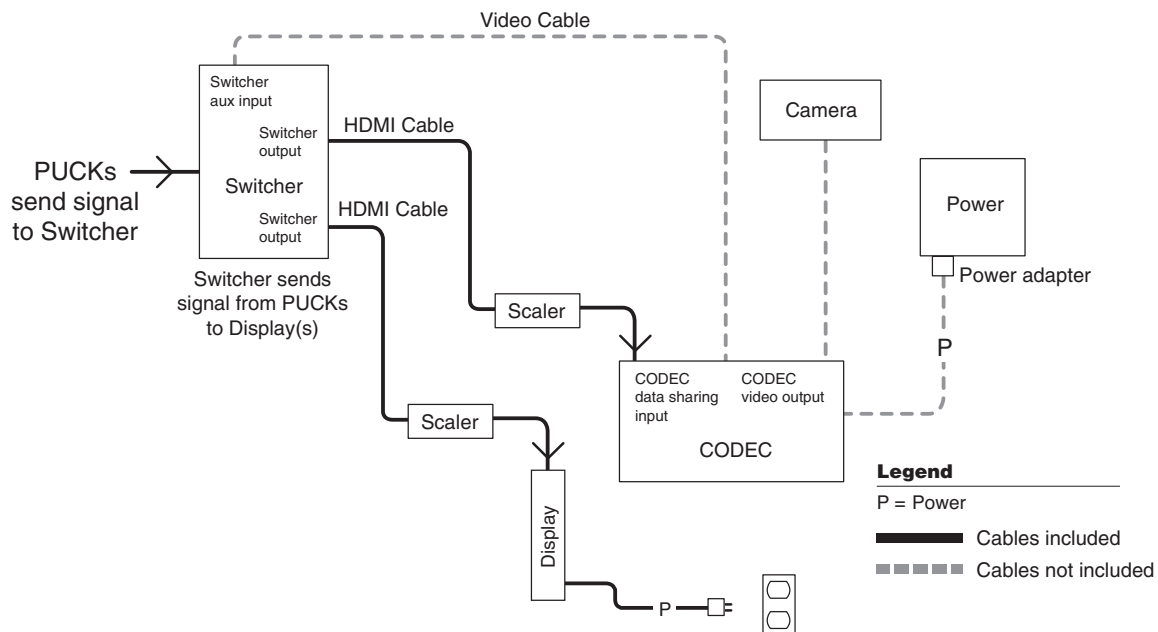 Video Cable
Switcher
aux input
Switcher
output
HDMI Cable
PUCKs
send signal
to Switcher
Switcher
Switcher
output
HDMI Cable
Switcher sends
signal from PUCKs
to Display(s)
Camera
Power
Power adapter
P
Scaler
CODEC
data sharing
input
CODEC
video output
CODEC
Scaler
Display
P
Legend
P = Power
Cables included
Cables not included